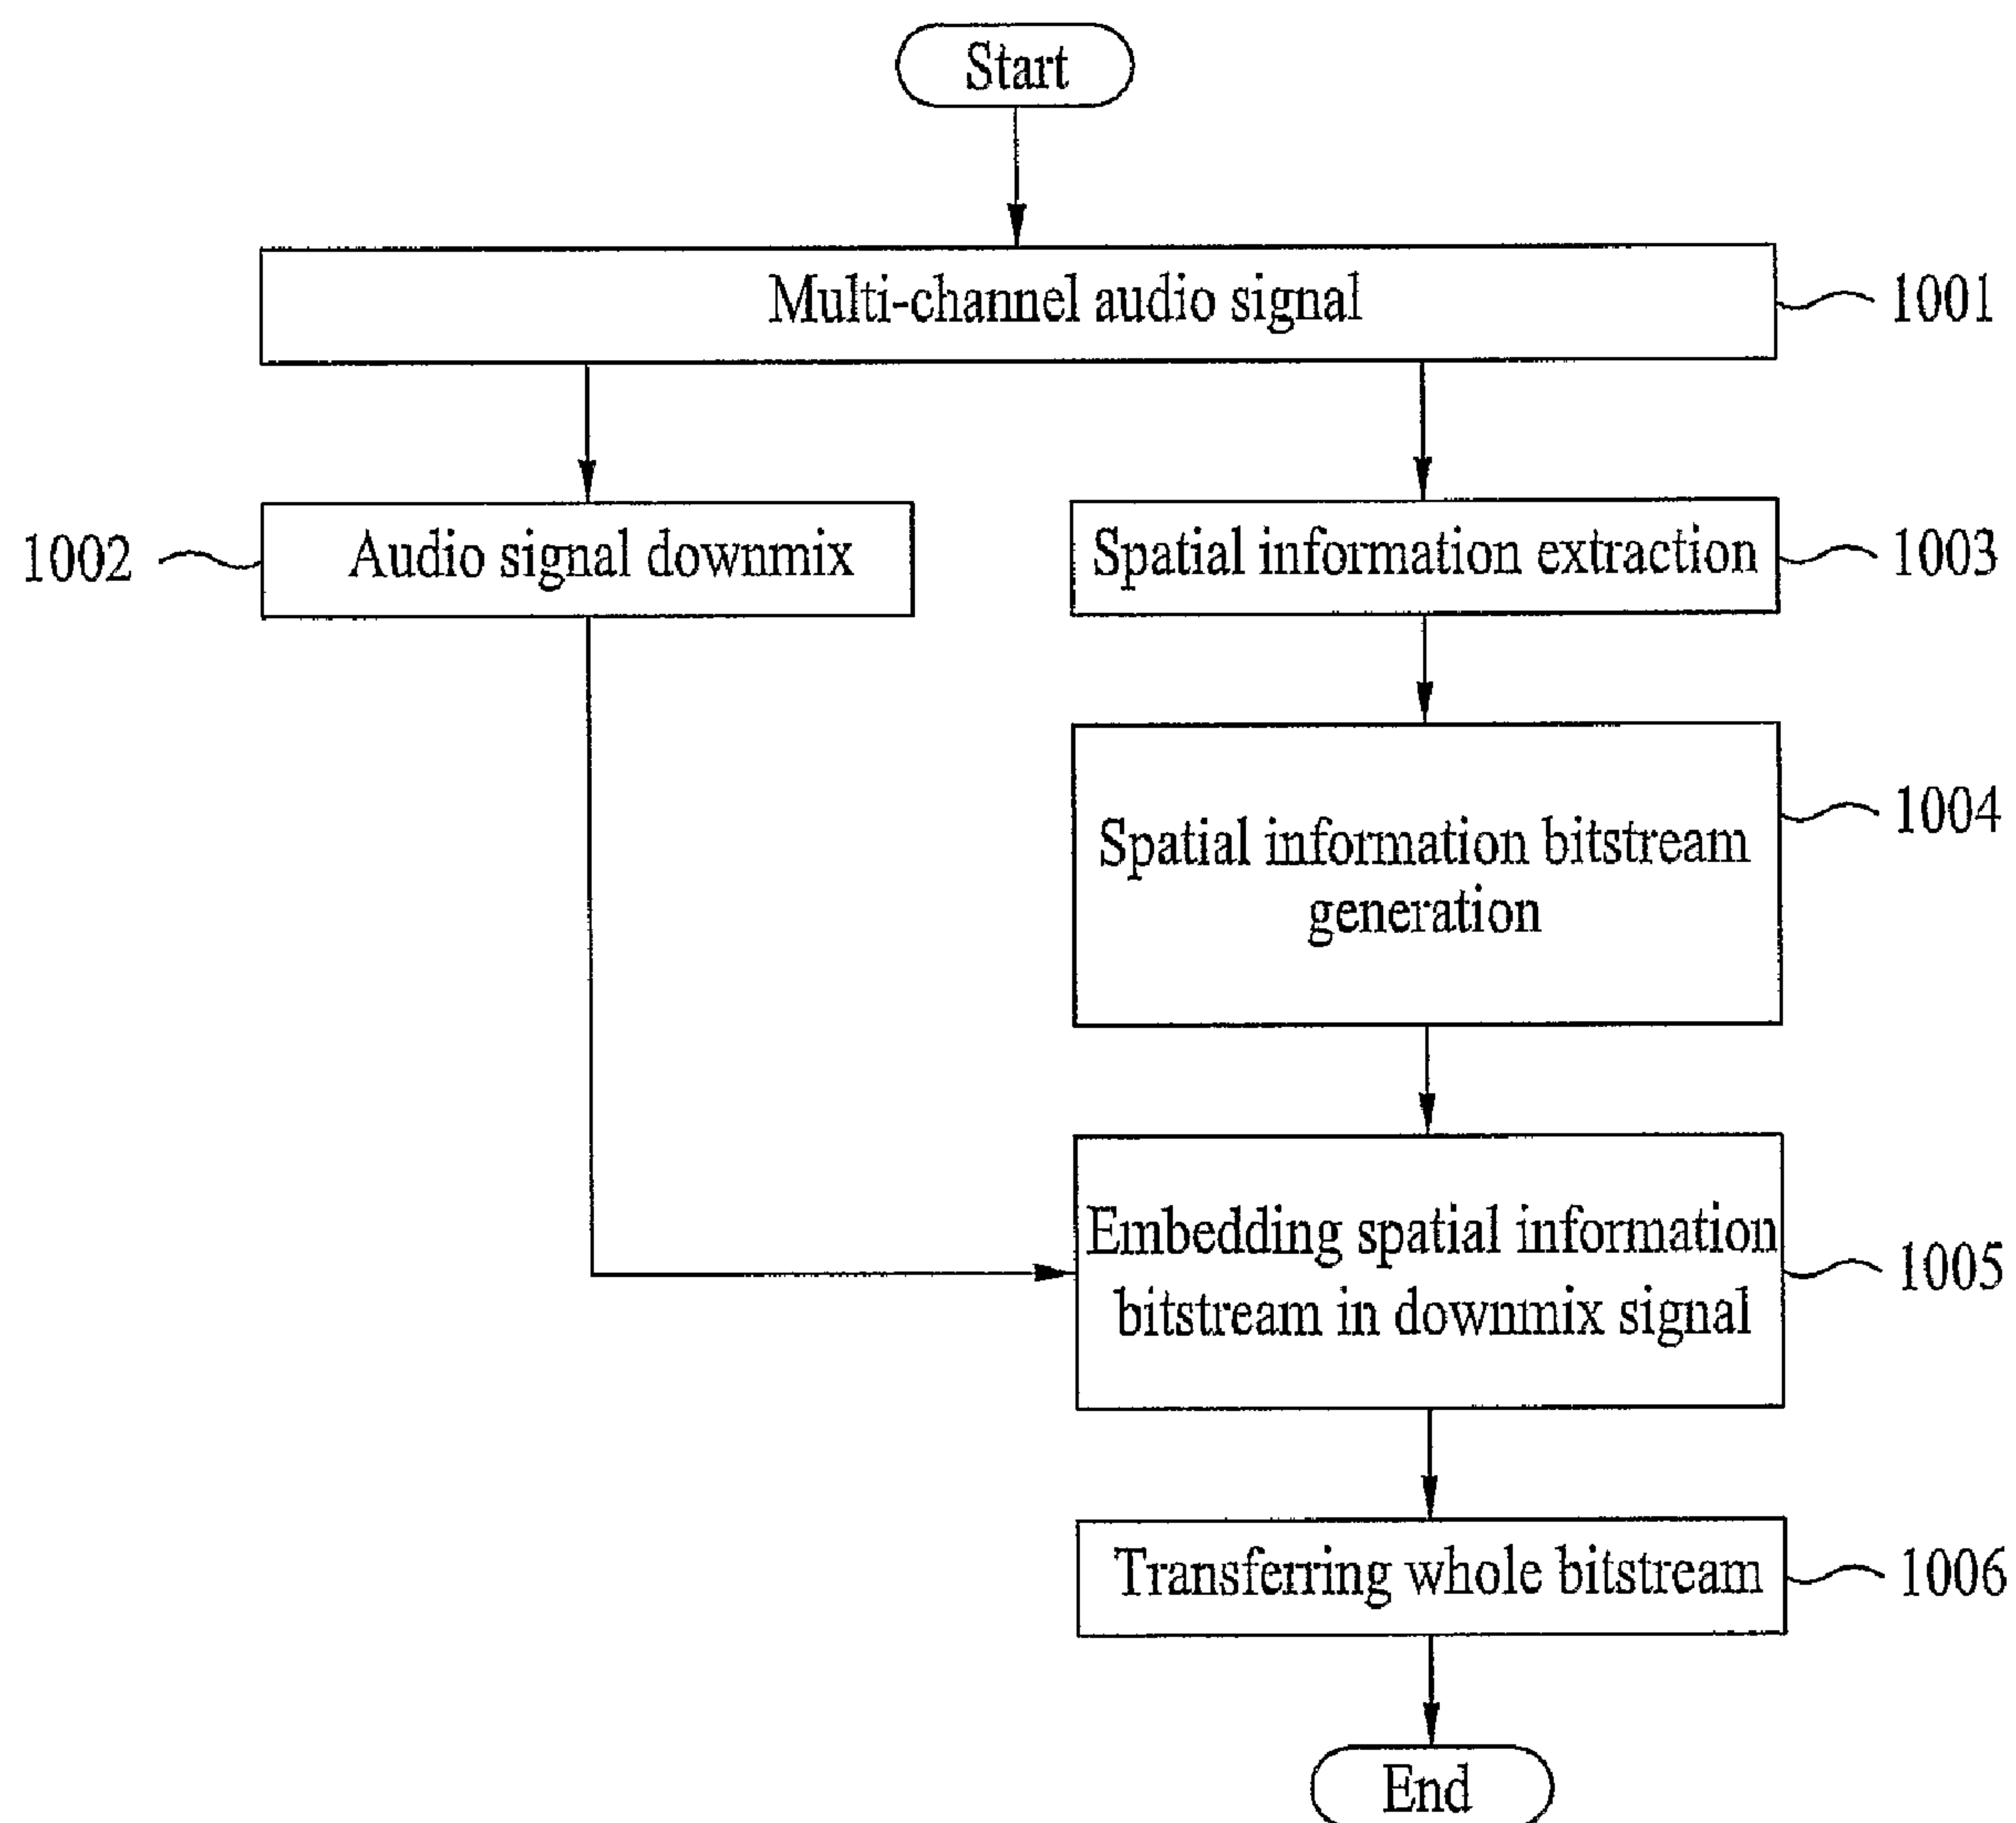 Start
Multi-channel audio signal
1001
1002
Audio signal downmix
Spatial information extraction
1003
Spatial information bitstream
generation
1004
Embedding spatial information
bitstream in downmix signal
1005
Transferring whole bitstream
1006
End